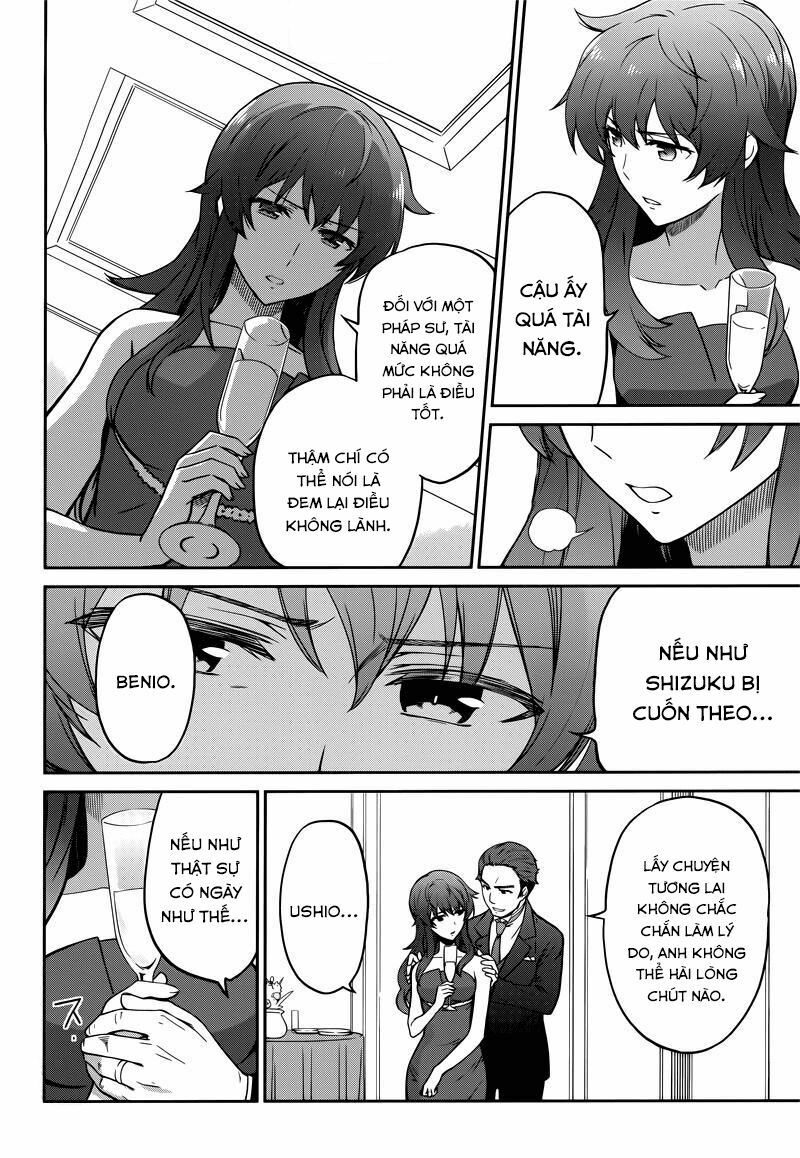 CẬU ẤY
QUÁ TÀI
NĂNG.
ĐỐI VỚI MỘT
PHÁP SƯ, TÀI
NĂNG QUÁ
MỨC KHÔNG
PHẢI LÀ ĐIỀU
TỐT.
THẬM CHÍ CÓ
THỂ NÓI LÀ
ĐEM LẠI ĐIỀU
KHÔNG LÀNH.
NẾU NHƯ
SHIZUKU BỊ
CUỐN THEO...
BENIO.
LẤY CHUYỆN
TƯƠNG LAI
KHÔNG CHẮC
CHẮN LÀM LÝ
DO, ANH KHÔNG
THỂ HÀI LÒNG
CHÚT NÀO.
USHIO...
NẾU NHƯ
THẬT SỰ
CÓ NGÀY
NHƯ THẾ...
ス.